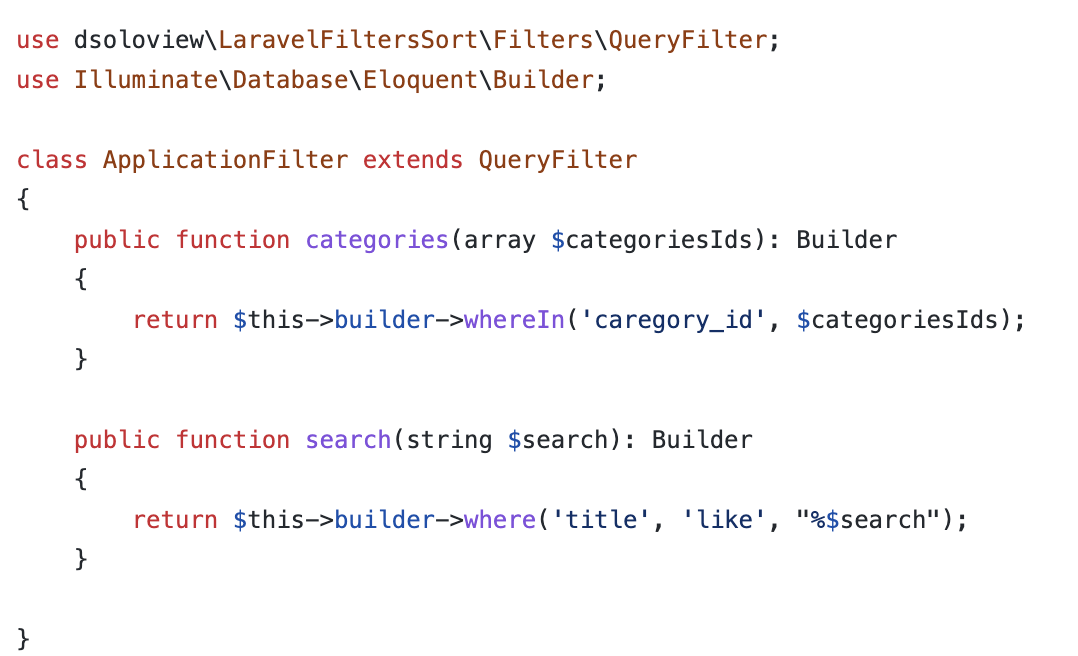 use dsoloview\LaravelFiltersSort\Filters\QueryFilter;
use Illuminate\Database\Eloquent\Builder;

class ApplicationFilter extends QueryFilter
{
    public function categories(array $categoriesIds): Builder
    {
        return $this->builder->whereIn('caregory_id', $categoriesIds);
    }

    public function search(string $search): Builder
    {
        return $this->builder->where('title', 'like', "%$search");
    }

}